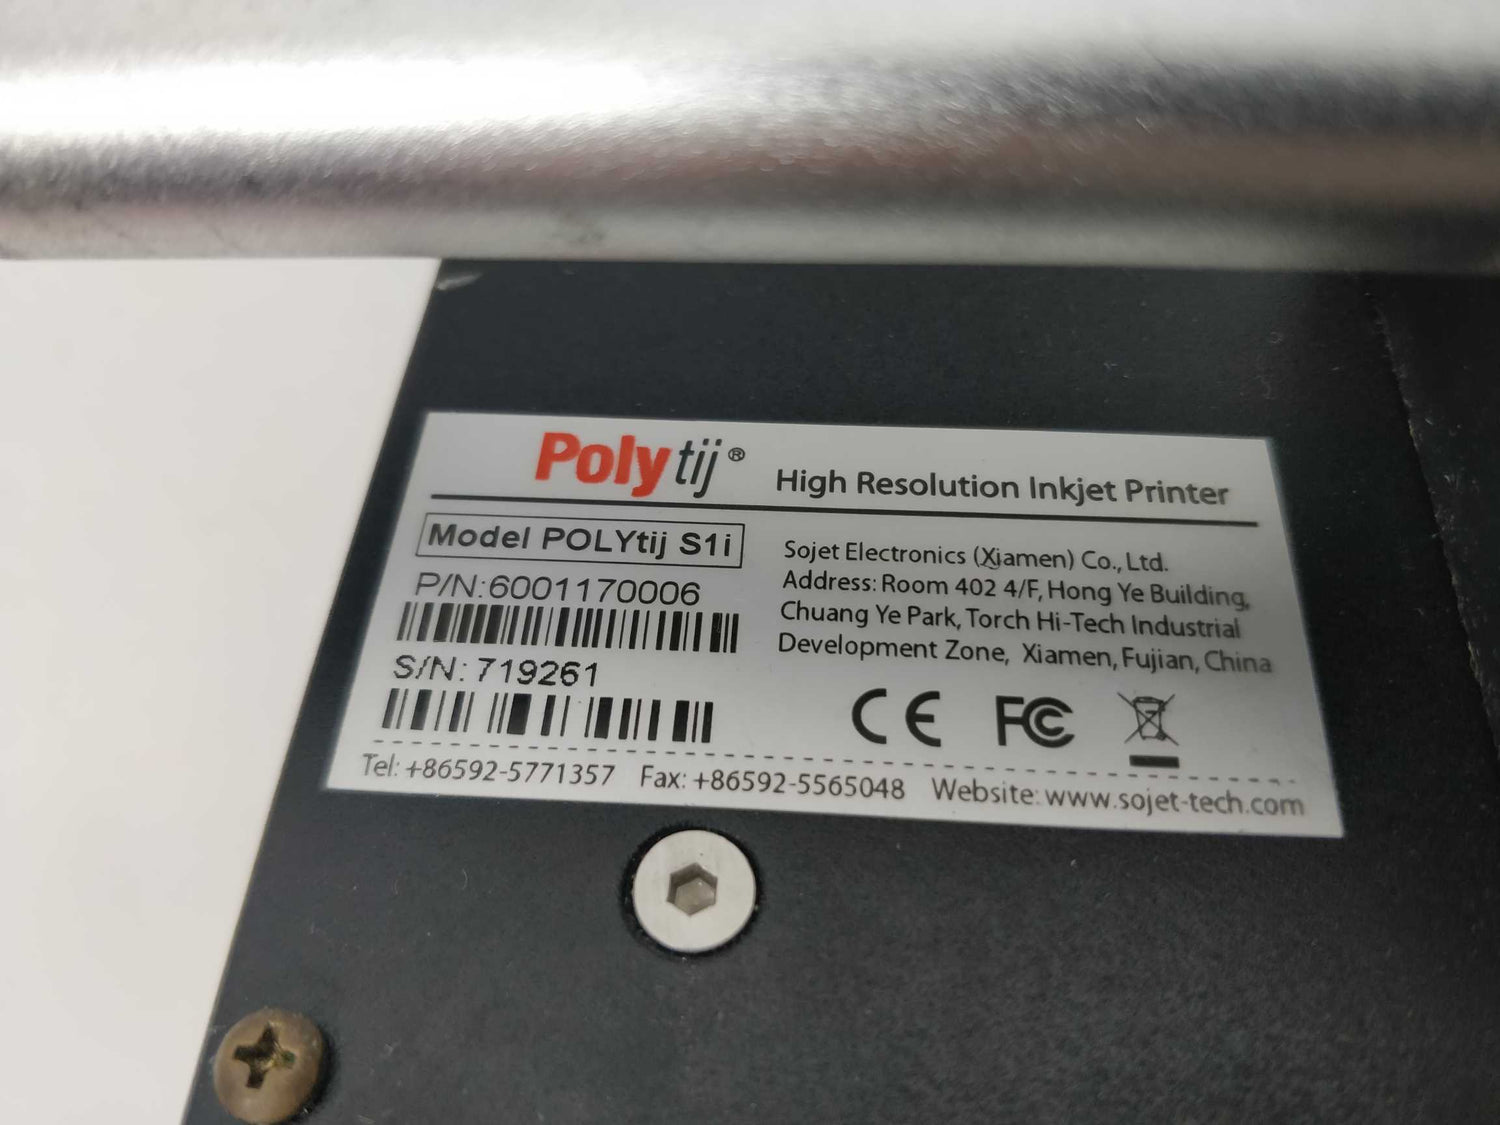 Polytij® High Resolution Inkjet Printer
Model POLYtij S1i
P/N:6001170006
S/N: 719261
Sojet Electronics (Xiamen) Co., Ltd.
Address: Room 402 4/F, Hong Ye Building,
Chuang Ye Park, Torch Hi-Tech Industrial
Development Zone, Xiamen, Fujian, China
CE FC
Tel: +86592-5771357 Fax: +86592-5565048 Website: www.sojet-tech.com